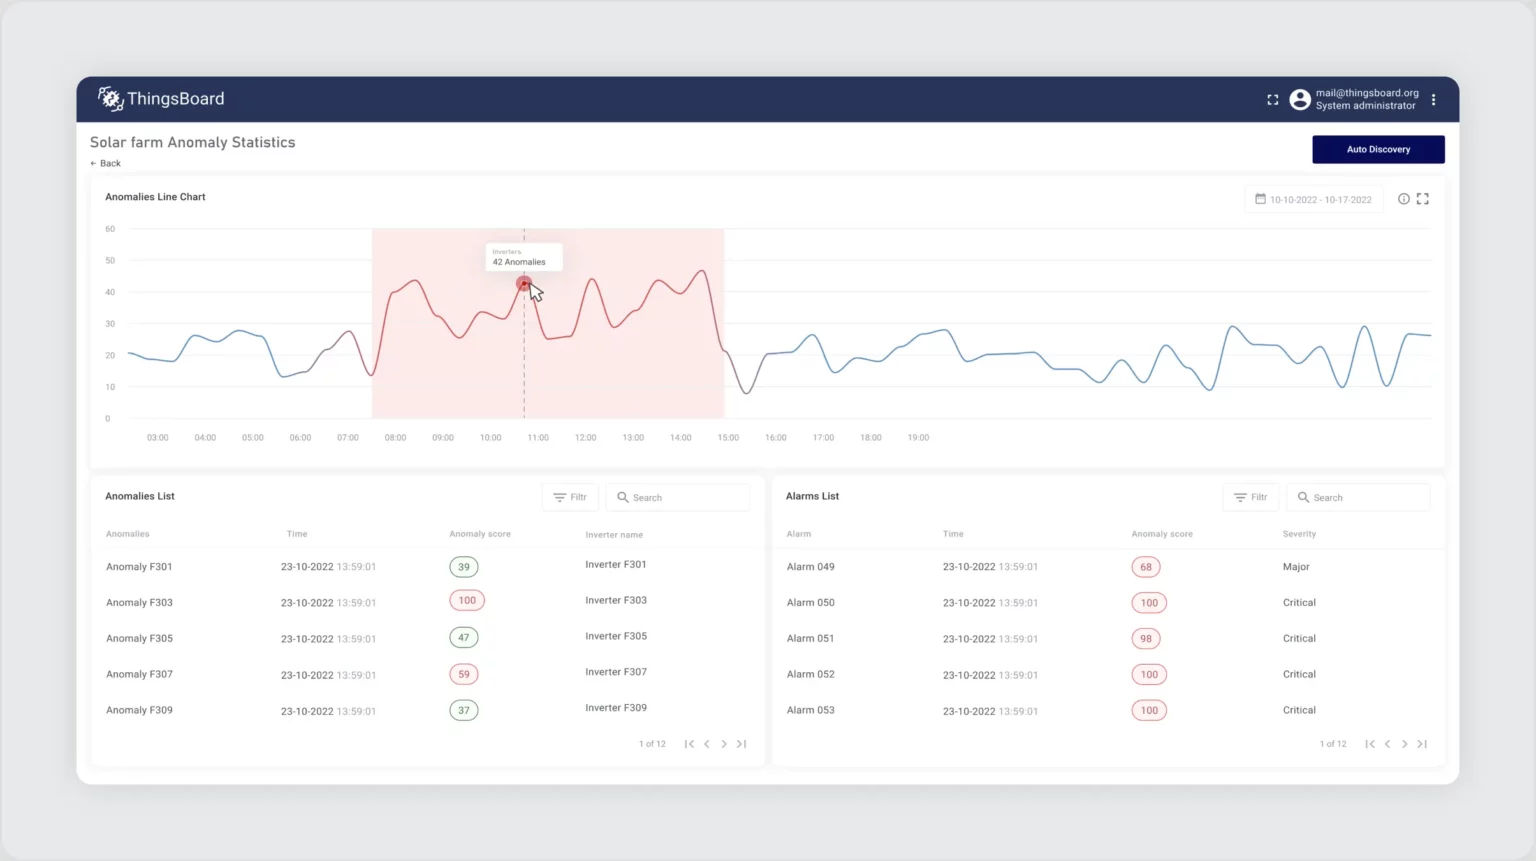 ThingsBoard
mail@thingsboard.org
System administrator
Solar farm Anomaly Statistics
← Back
Auto Discovery
Anomalies Line Chart
10-10-2022 - 10-17-2022
60
50
40
30
20
10
0
Inverters
42 Anomalies
03:00 04:00 05:00 06:00 07:00 08:00 09:00 10:00 11:00 12:00 13:00 14:00 15:00 16:00 17:00 18:00 19:00
Anomalies List
Filtr
Search
Anomalies Time Anomaly score Inverter name
Anomaly F301 23-10-2022 13:59:01 39 Inverter F301
Anomaly F303 23-10-2022 13:59:01 100 Inverter F303
Anomaly F305 23-10-2022 13:59:01 47 Inverter F305
Anomaly F307 23-10-2022 13:59:01 59 Inverter F307
Anomaly F309 23-10-2022 13:59:01 37 Inverter F309
1 of 12
Alarms List
Filtr
Search
Alarm Time Anomaly score Severity
Alarm 049 23-10-2022 13:59:01 68 Major
Alarm 050 23-10-2022 13:59:01 100 Critical
Alarm 051 23-10-2022 13:59:01 98 Critical
Alarm 052 23-10-2022 13:59:01 100 Critical
Alarm 053 23-10-2022 13:59:01 100 Critical
1 of 12